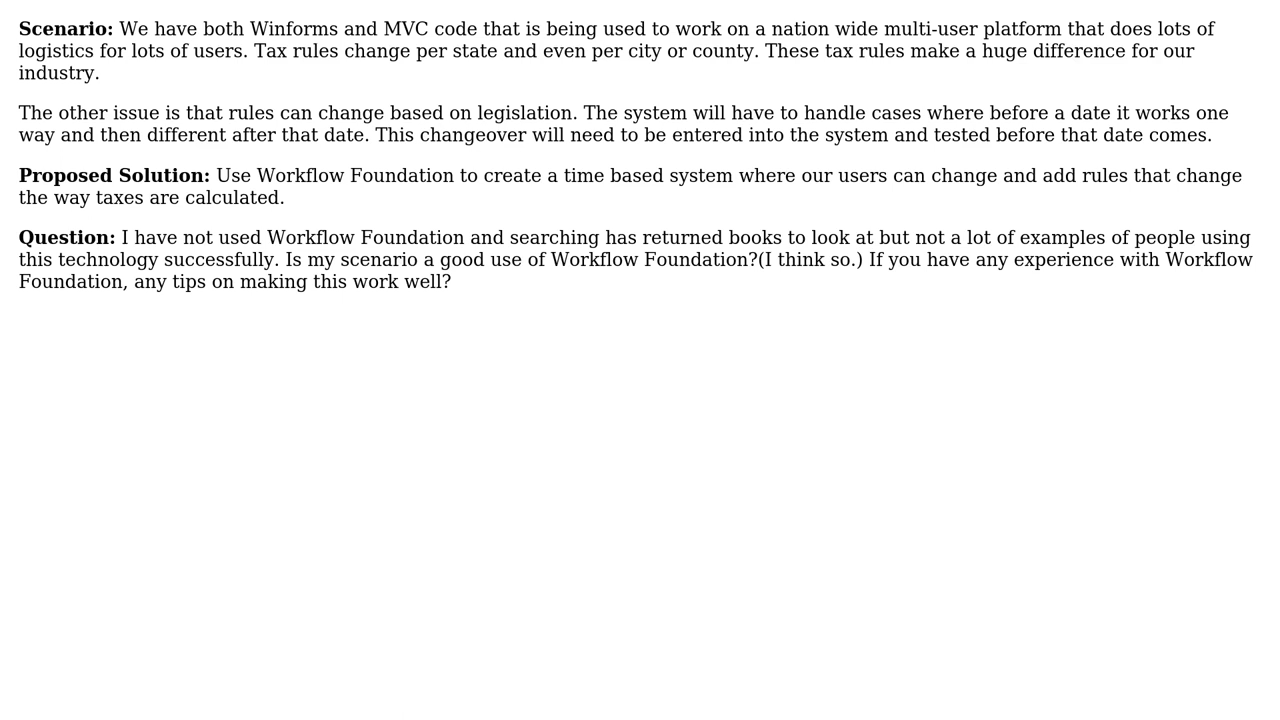 Scenario: We have both Winforms and MVC code that is being used to work on a nation wide multi-user platform that does lots of
logistics for lots of users. Tax rules change per state and even per city or county. These tax rules make a huge difference for our
industry.
The other issue is that rules can change based on legislation. The system will have to handle cases where before a date it works one
way and then different after that date. This changeover will need to be entered into the system and tested before that date comes.
Proposed Solution: Use Workflow Foundation to create a time based system where our users can change and add rules that change
the way taxes are calculated.
Question: I have not used Workflow Foundation and searching has returned books to look at but not a lot of examples of people using
this technology successfully. Is my scenario a good use of Workflow Foundation?(I think so.) If you have any experience with Workflow
Foundation, any tips on making this work well?